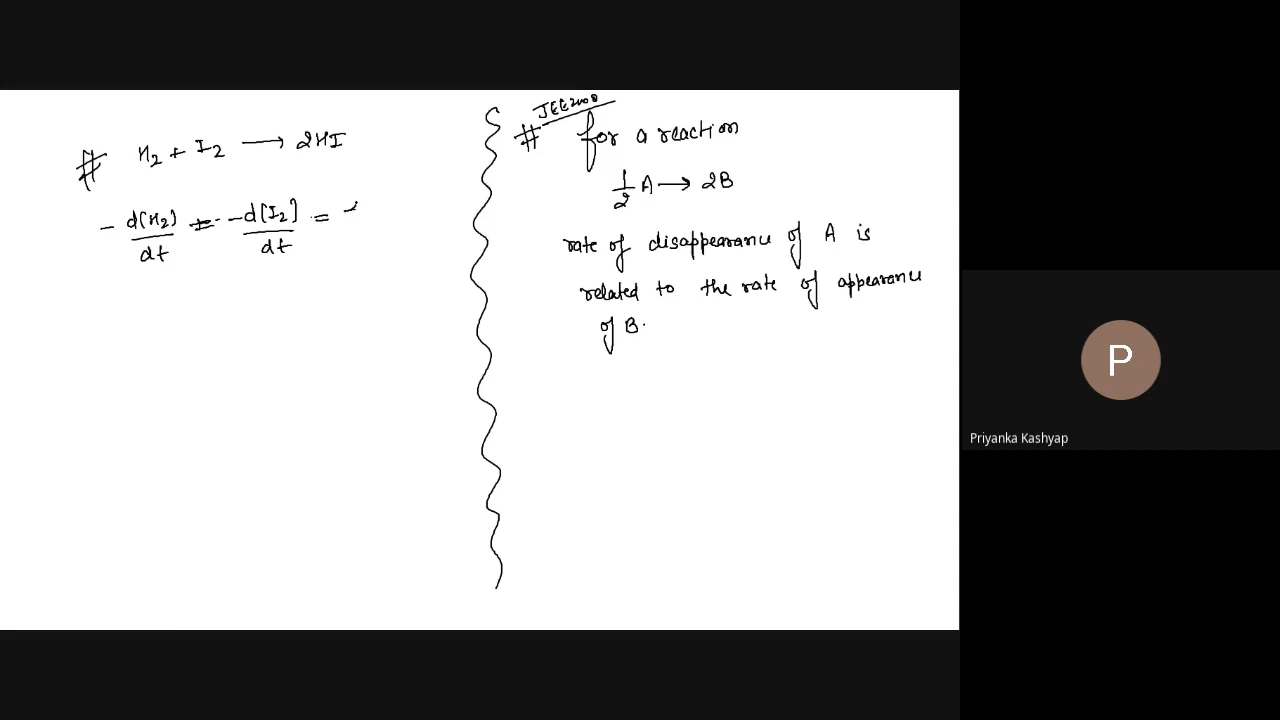 # H₂ + I₂ → 2HI
- d[H₂]/dt = - d[I₂]/dt =
JEE 2008
# for a reaction
1/2 A → 2B
rate of disappearance of A is
related to the rate of appearance
of B.
P
Priyanka Kashyap